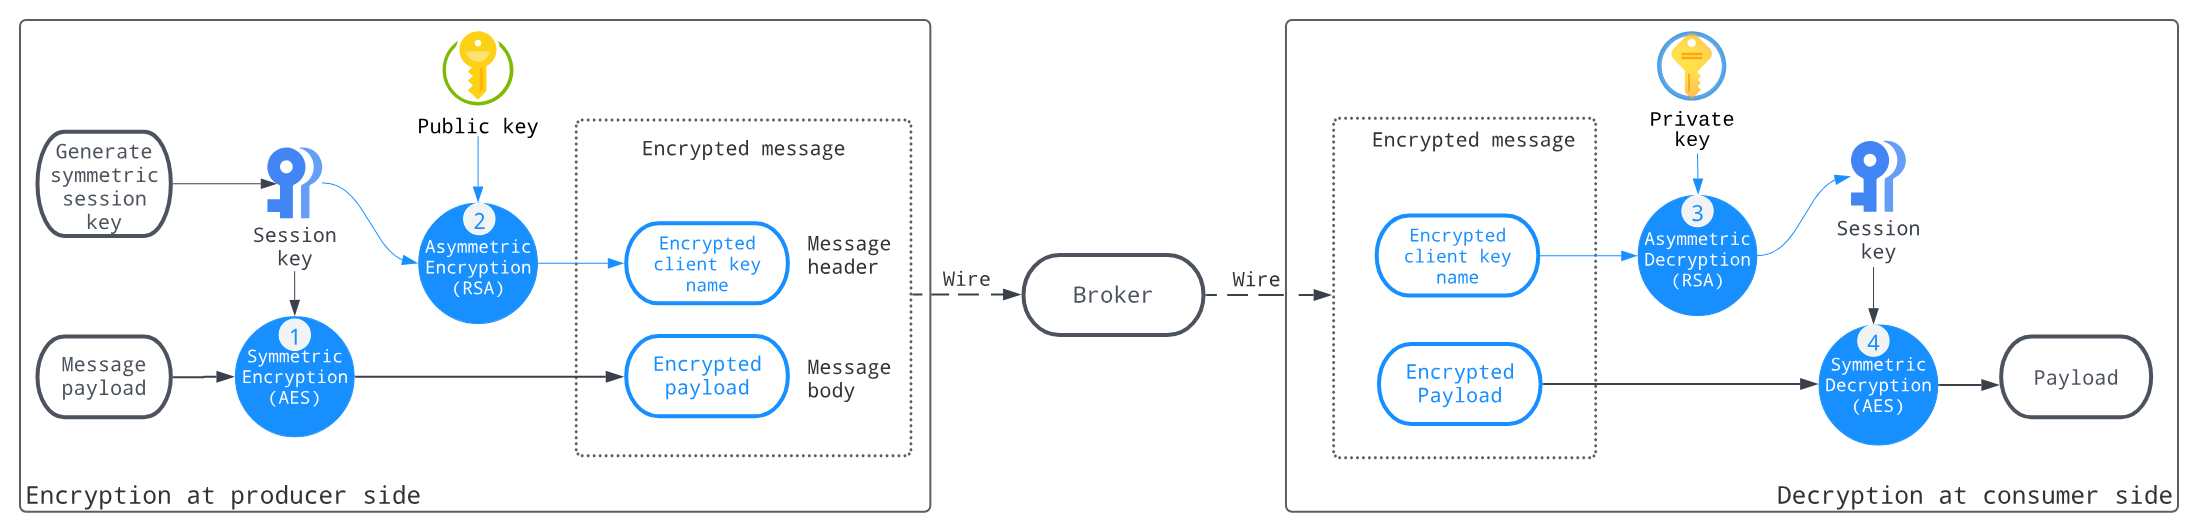 Public key
Generate
symmetric
session
key
Session
key
2
Asymmetric
Encryption
(RSA)
Message
payload
1
Symmetric
Encryption
(AES)
Encrypted message
Encrypted
client key
name
Message
header
Encrypted
payload
Message
body
Encryption at producer side
Wire
Broker
Wire
Encrypted message
Encrypted
client key
name
Encrypted
Payload
Private
key
3
Asymmetric
Decryption
(RSA)
Session
key
4
Symmetric
Decryption
(AES)
Payload
Decryption at consumer side